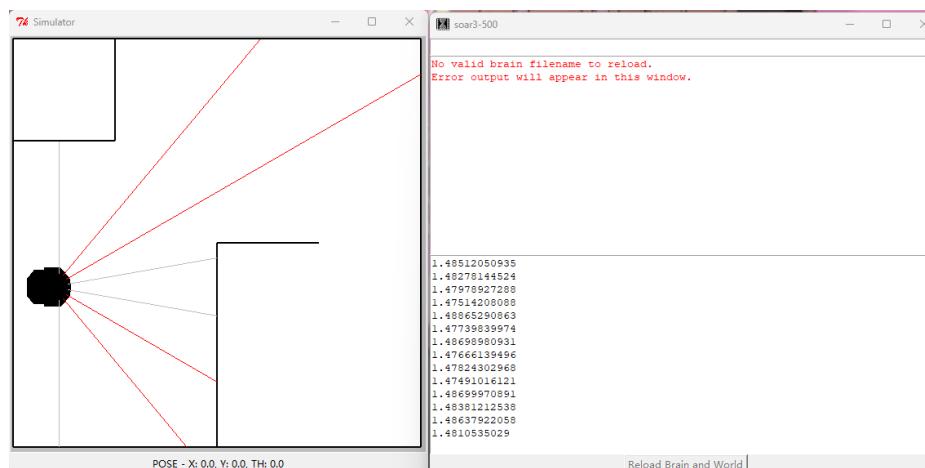 Simulator
soar3-500
No valid brain filename to reload.
Error output will appear in this window.
1.48512050935
1.48278144524
1.47978927288
1.47514208088
1.48865290863
1.47739839974
1.48698980931
1.47666139496
1.47824302968
1.47491016121
1.48699970891
1.48381212538
1.48637922058
1.4810535029
POSE - X: 0.0, Y: 0.0, TH: 0.0
Reload Brain and World